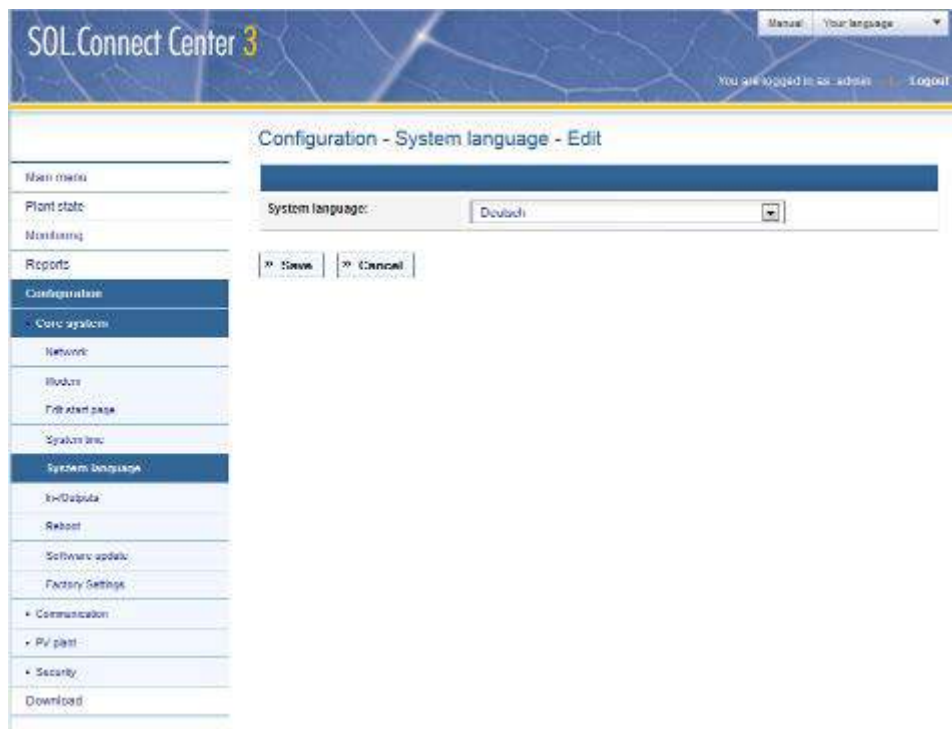 SOL.Connect Center 3
Manual
Your language
You are logged in as: admin
Logout
Configuration - System language - Edit
Main menu
Plant state
Monitoring
Reports
Configuration
Core system
Network
Modem
Edit start page
System time
System language
In-/Outputs
Reboot
Software update
Factory Settings
Communication
PV plant
Security
Download
System language:
Deutsch
» Save
» Cancel